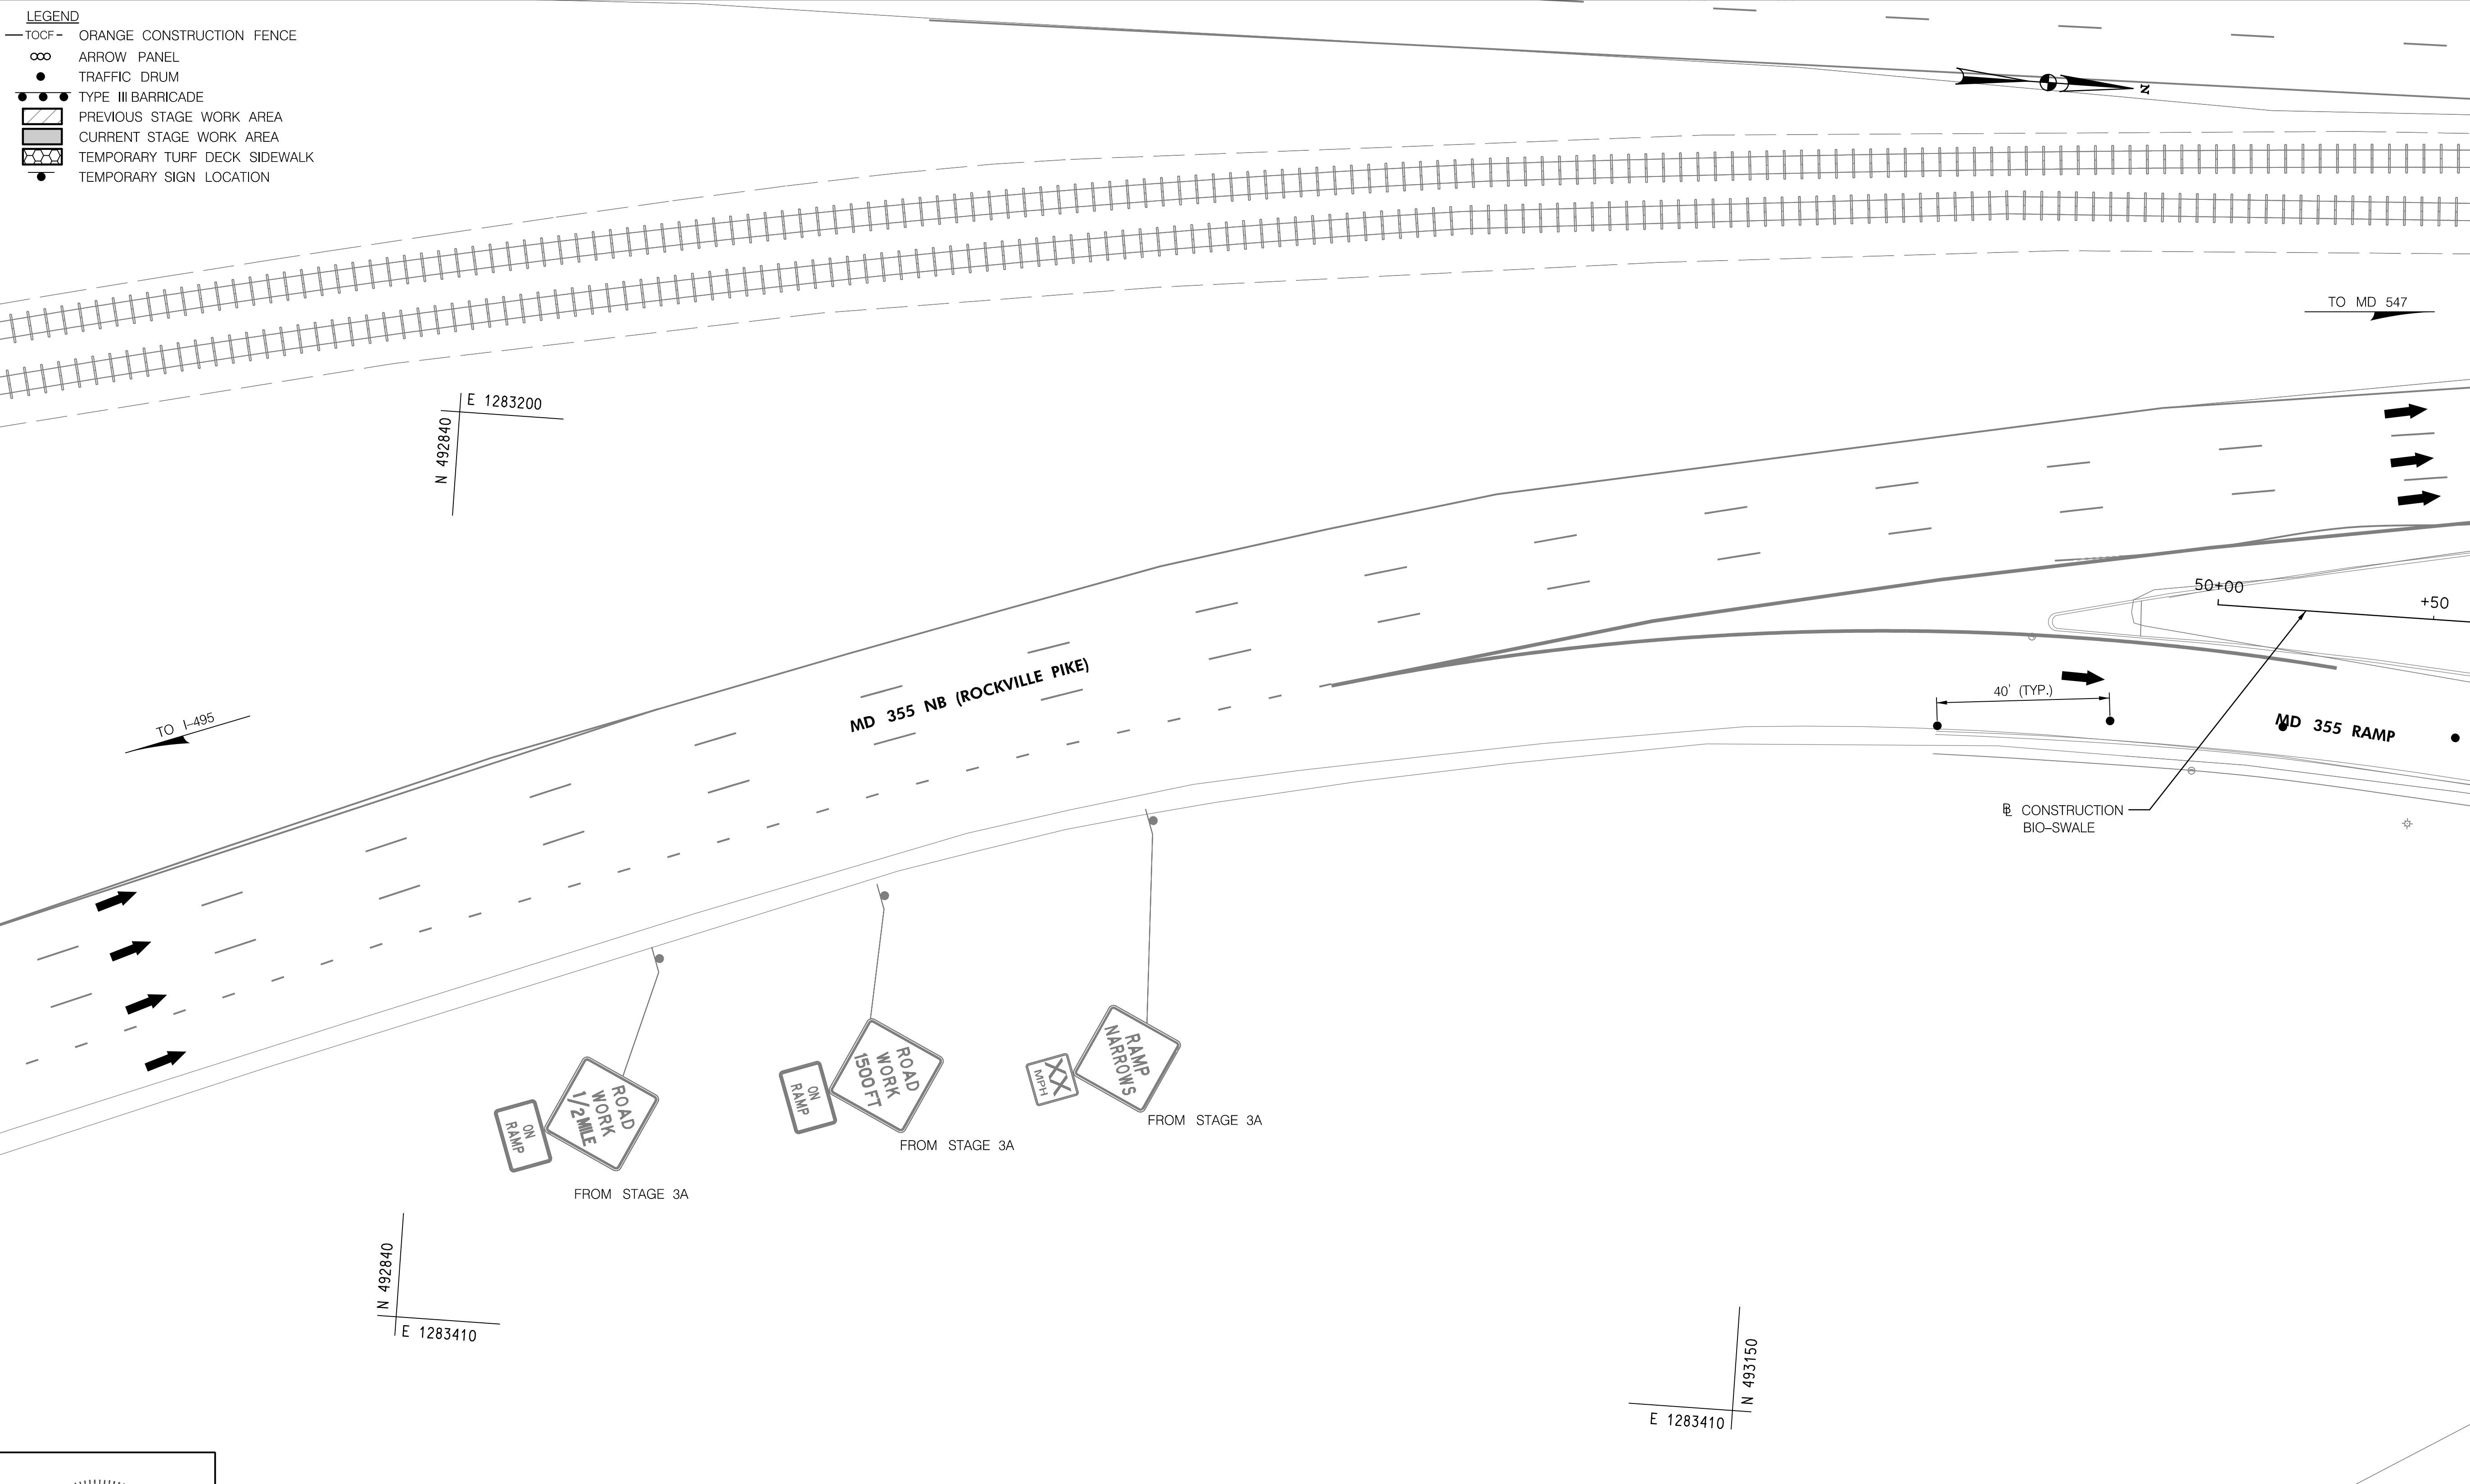 LEGEND
TOCF ORANGE CONSTRUCTION FENCE
ARROW PANEL
TRAFFIC DRUM
TYPE III BARRICADE
PREVIOUS STAGE WORK AREA
CURRENT STAGE WORK AREA
TEMPORARY TURF DECK SIDEWALK
TEMPORARY SIGN LOCATION
N
TO MD 547
E 1283200
N 492840
50+00
+50
MD 355 NB (ROCKVILLE PIKE)
40' (TYP.)
TO I-495
MD 355 RAMP
BL CONSTRUCTION
BIO-SWALE
ROAD
WORK
1/2 MILE
ON
RAMP
FROM STAGE 3A
ROAD
WORK
1500 FT
ON
RAMP
FROM STAGE 3A
RAMP
NARROWS
XX
MPH
FROM STAGE 3A
N 492840
E 1283410
N 493150
E 1283410